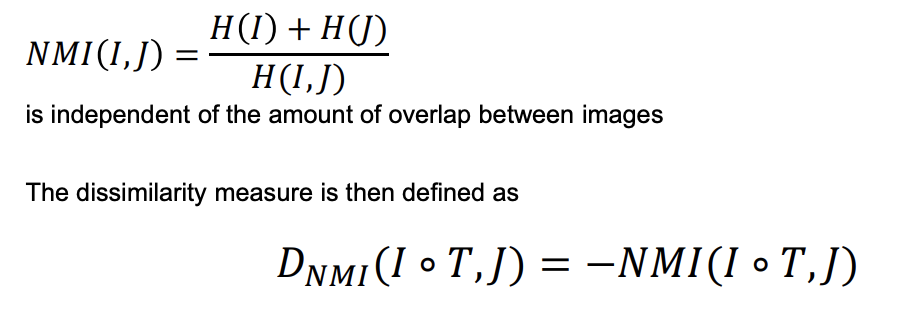 NMI(I,J) = H(I) + H(J) / H(I,J)
is independent of the amount of overlap between images
The dissimilarity measure is then defined as
D_NMI(I ∘ T,J) = −NMI(I ∘ T,J)